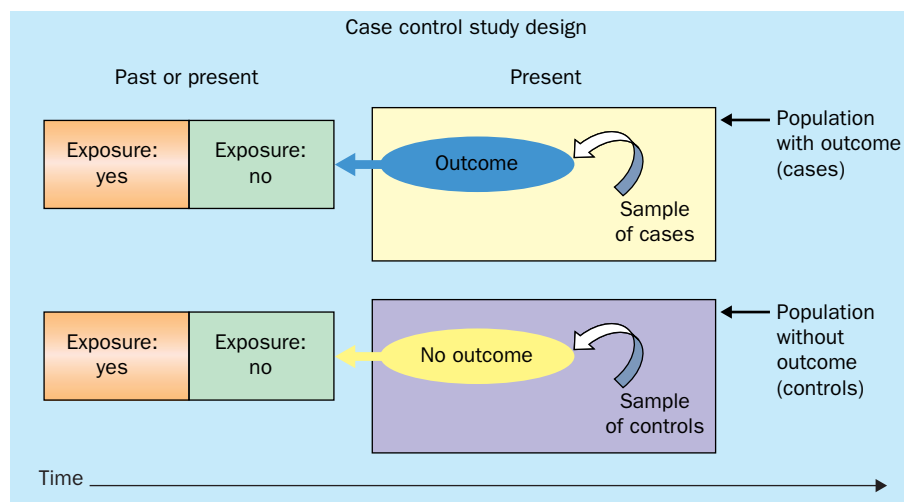 Case control study design
Past or present
Present
Exposure:
yes
Exposure:
no
Outcome
Sample
of cases
Population
with outcome
(cases)
Exposure:
yes
Exposure:
no
No outcome
Sample
of controls
Population
without
outcome
(controls)
Time